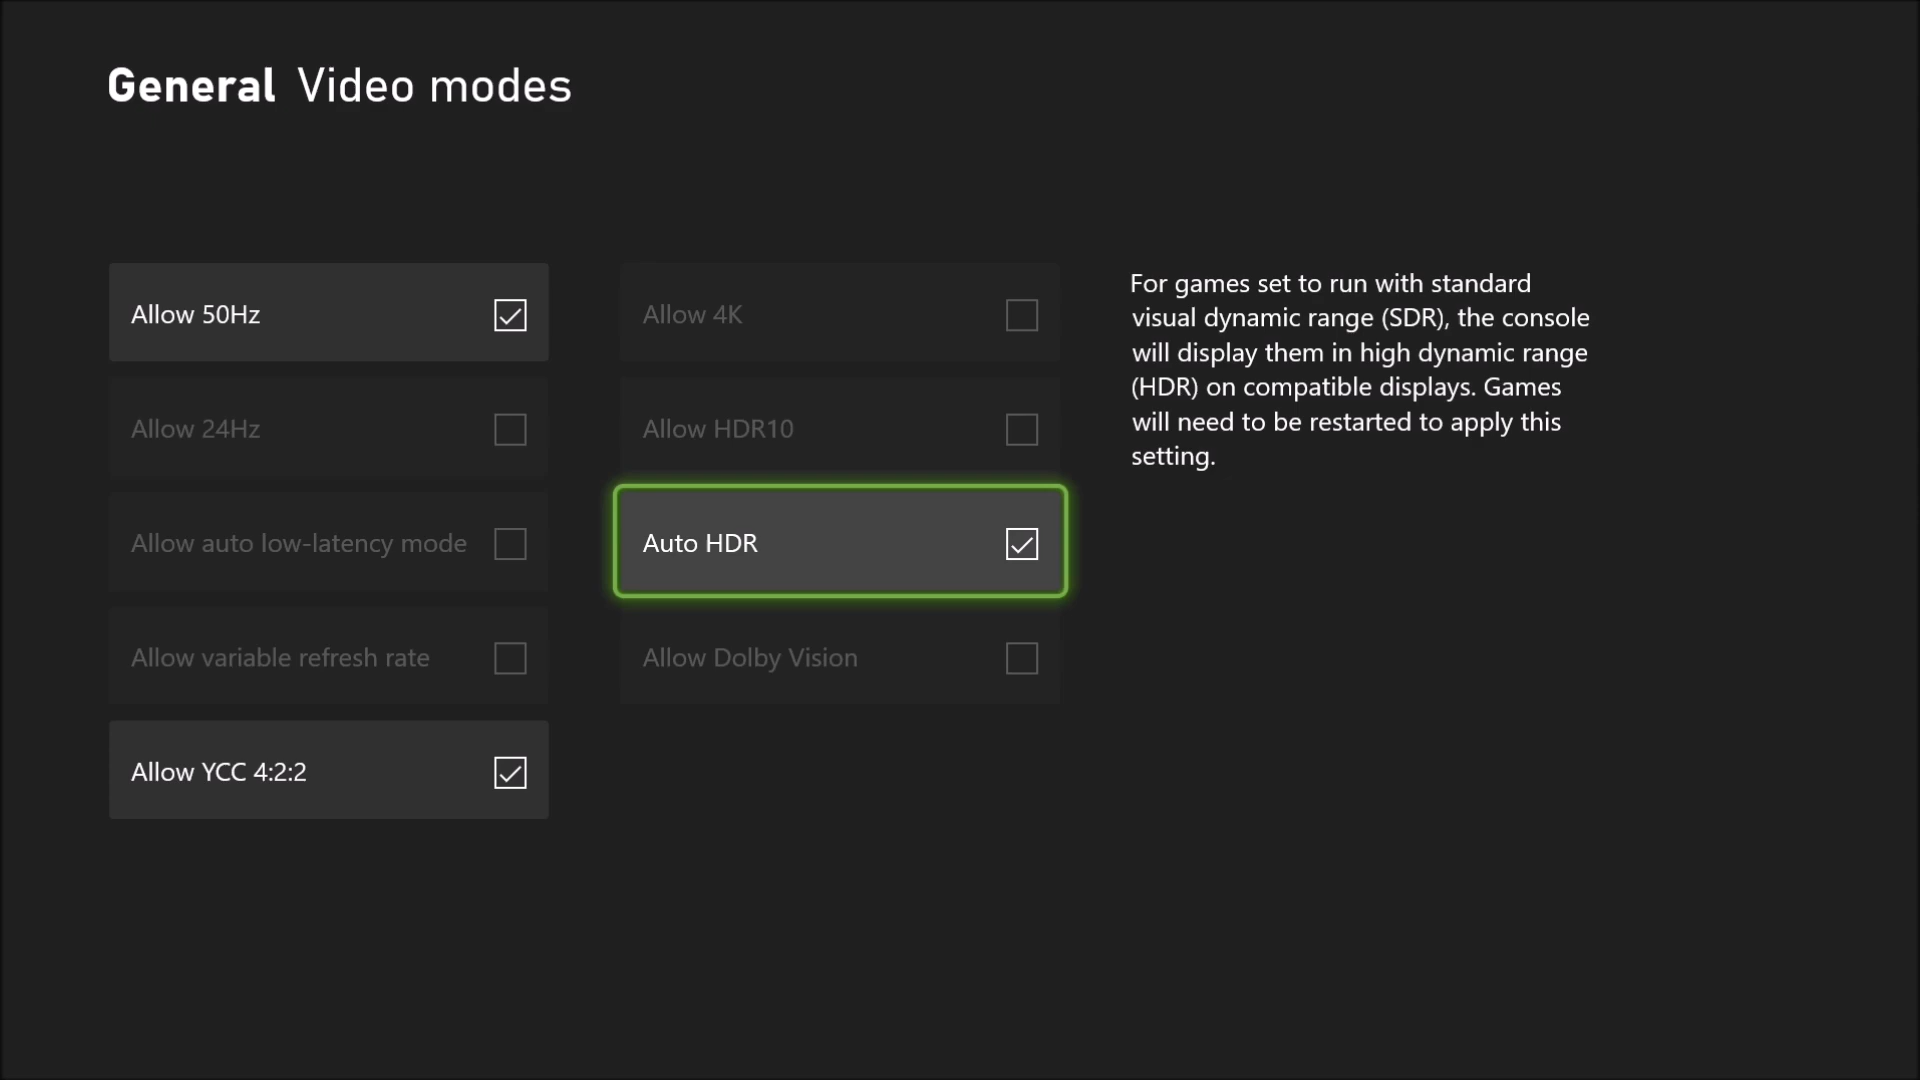 General Video modes
Allow 50Hz
Allow 24Hz
Allow auto low-latency mode
Allow variable refresh rate
Allow YCC 4:2:2
Allow 4K
Allow HDR10
Auto HDR
Allow Dolby Vision
For games set to run with standard
visual dynamic range (SDR), the console
will display them in high dynamic range
(HDR) on compatible displays. Games
will need to be restarted to apply this
setting.